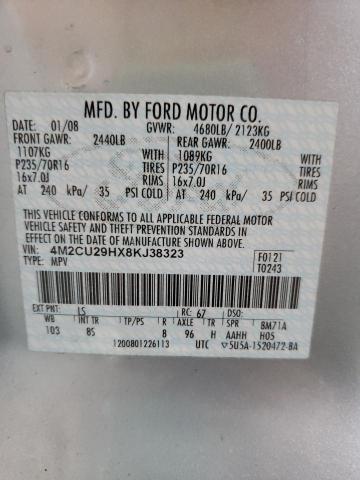 MFD. BY FORD MOTOR CO.
DATE: 01/08 GVWR: 4680LB/ 2123KG
FRONT GAWR: 2440LB REAR GAWR: 2400LB
1107KG WITH 1089KG WITH
P235/70R16 TIRES P235/70R16 TIRES
16x7.0J RIMS 16x7.0J RIMS
AT 240 kPa/ 35 PSI COLD AT 240 kPa/ 35 PSI COLD
THIS VEHICLE CONFORMS TO ALL APPLICABLE FEDERAL MOTOR
VEHICLE SAFETY AND THEFT PREVENTION STANDARDS IN EFFECT
ON THE DATE OF MANUFACTURE SHOWN ABOVE.
VIN: 4M2CU29HX8KJ38323 F0121
TYPE: MPV T0243
EXT PNT: LS RC: 67 DSO:
WB INT TR TP/PS R AXLE TR SPR BM71A
103 85 8 96 H AAHH H05
1200801226113 UTC ▽5U5A-1520472-BA